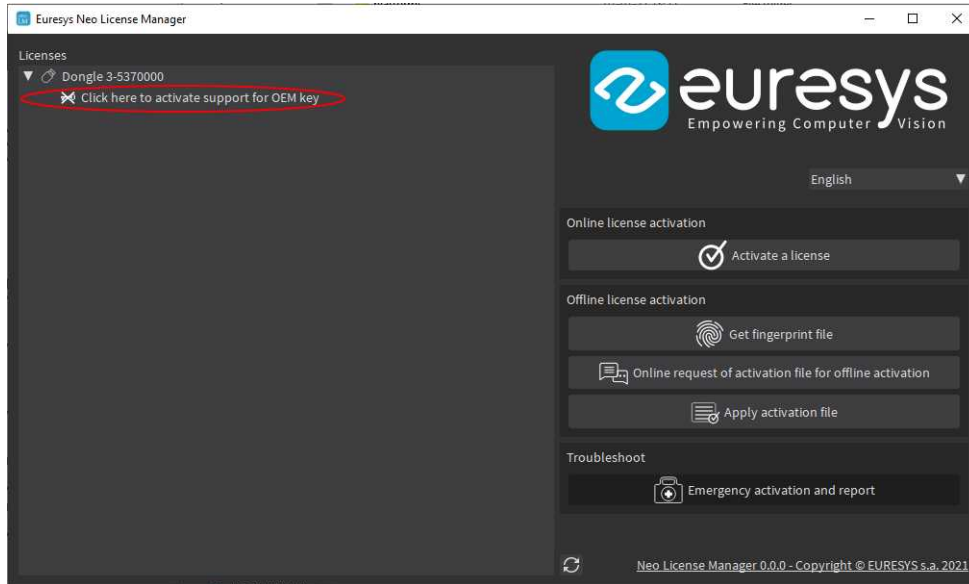 Euresys Neo License Manager
Licenses
Dongle 3-5370000
Click here to activate support for OEM key
euresys
Empowering Computer Vision
English
Online license activation
Activate a license
Offline license activation
Get fingerprint file
Online request of activation file for offline activation
Apply activation file
Troubleshoot
Emergency activation and report
Neo License Manager 0.0.0 - Copyright © EURESYS s.a. 2021